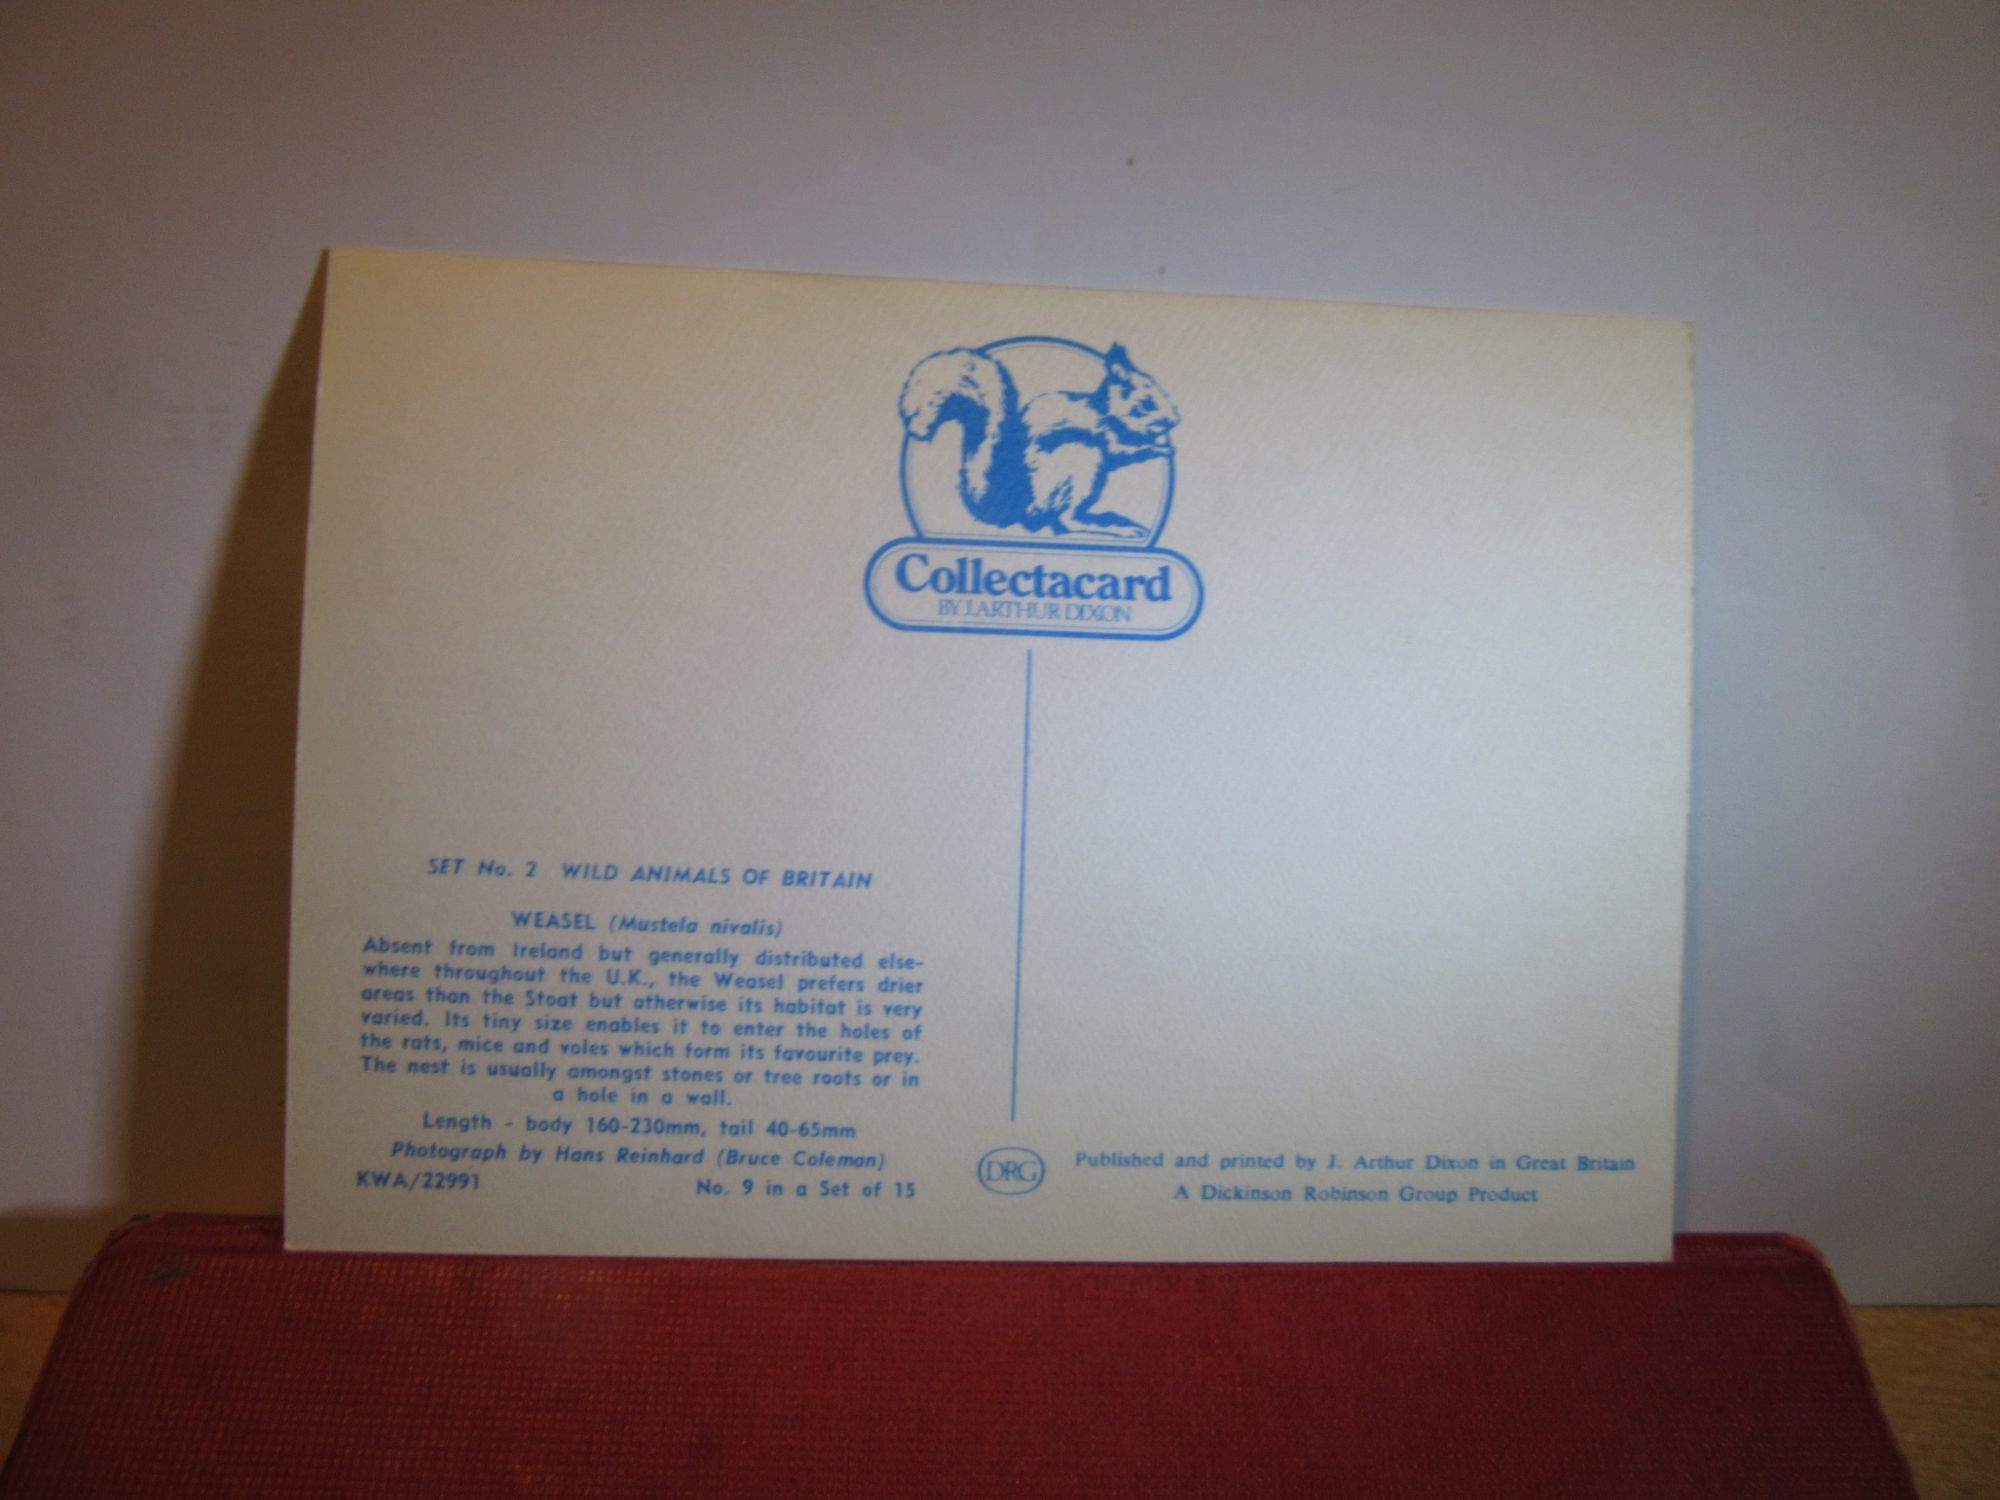 Collectacard
BY J. ARTHUR DIXON
SET No. 2 WILD ANIMALS OF BRITAIN
WEASEL (Mustela nivalis)
Absent from Ireland but generally distributed else-
where throughout the U.K., the Weasel prefers drier
areas than the Stoat but otherwise its habitat is very
varied. Its tiny size enables it to enter the holes of
the rats, mice and voles which form its favourite prey.
The nest is usually amongst stones or tree roots or in
a hole in a wall.
Length - body 160-230mm, tail 40-65mm
Photograph by Hans Reinhard (Bruce Coleman)
KWA/22991
No. 9 in a Set of 15
DRG
Published and printed by J. Arthur Dixon in Great Britain
A Dickinson Robinson Group Product